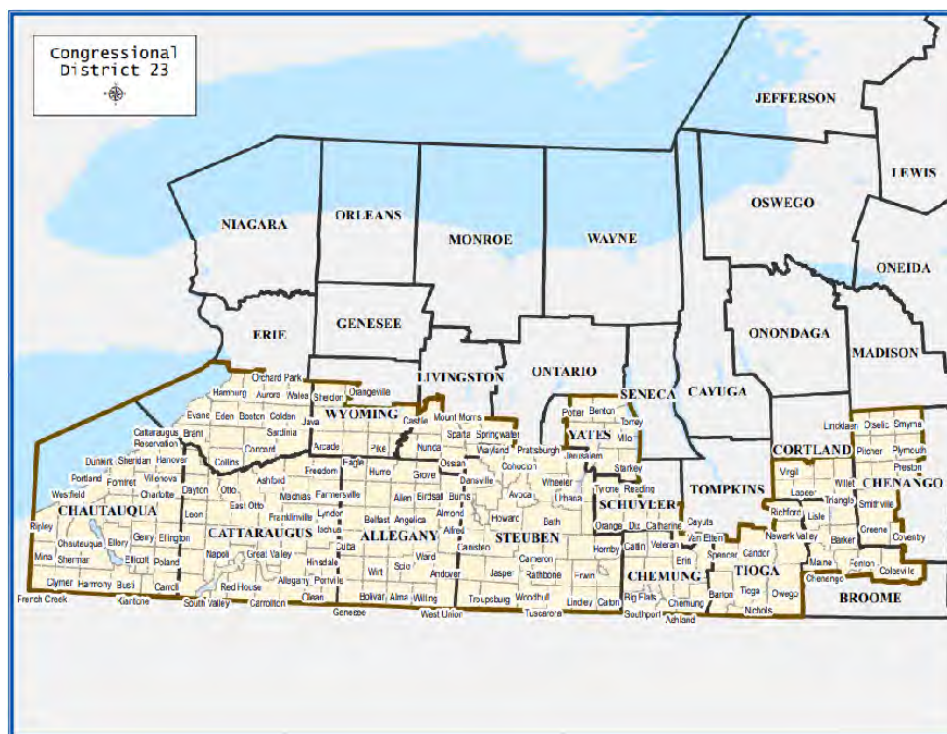 Congressional
District 23
JEFFERSON
LEWIS
OSWEGO
NIAGARA
ORLEANS
MONROE
WAYNE
ONEIDA
ERIE
GENESEE
ONONDAGA
MADISON
LIVINGSTON
ONTARIO
SENECA
CAYUGA
Orchard Park
Hamburg Aurora Wales Sheldon Orangeville
WYOMING
Castile Mount Morris
Potter Benton
Torrey
Lincklaen Otselic Smyrna
Evans Eden Boston Colden
Java
Sardinia
Sparta Springwater
YATES
Milo
Cattaraugus
Reservation
Brant
Concord
Collins
Arcade
Pike
Nunda
Wayland Prattsburgh
Jerusalem
CORTLAND
Pitcher Plymouth
Dunkirk Sheridan Hanover
Freedom
Eagle
Hume
Ossian
Dansville
Cohocton
Starkey
Virgil
Preston
Portland Pomfret Villenova
Dayton Otto
Ashford
Grove
Wheeler
Tyrone Reading
TOMPKINS
Lapeer
Willet
CHENANGO
Westfield
Charlotte
East Otto
Machias Farmersville
Allen Birdsall Burns
Avoca
Urbana
SCHUYLER
Triangle
Smithville
CHAUTAUQUA
Leon
Franklinville
Lyndon
Almond
Howard
Bath
Richford
Lisle
Ripley
Chautauqua Ellery Gerry Ellington
CATTARAUGUS
Ischua
Belfast Angelica
Alfred
STEUBEN
Orange Dix Catharine
Cayuta
Newark Valley
Barker
Greene
Coventry
ALLEGANY
Van Etten
Mina Sherman
Ellicott Poland
Napoli
Great Valley
Hinsdale
Cuba
Ward
Canisteo
Hornby
Catlin Veteran
Erin
Spencer
Candor
Maine
Fenton
Colesville
Chenango
Wirt
Scio
Andover
Cameron
CHEMUNG
TIOGA
Clymer Harmony Busti
Carroll
Red House
Allegany Portville
Jasper
Rathbone
Erwin
Big Flats
Barton
Tioga
Owego
BROOME
French Creek
Kiantone
South Valley
Carrollton
Olean
Bolivar Alma Willing
Troupsburg
Woodhull
Lindley Caton
Chemung
Nichols
Genesee
West Union
Tuscarora
Southport
Ashland